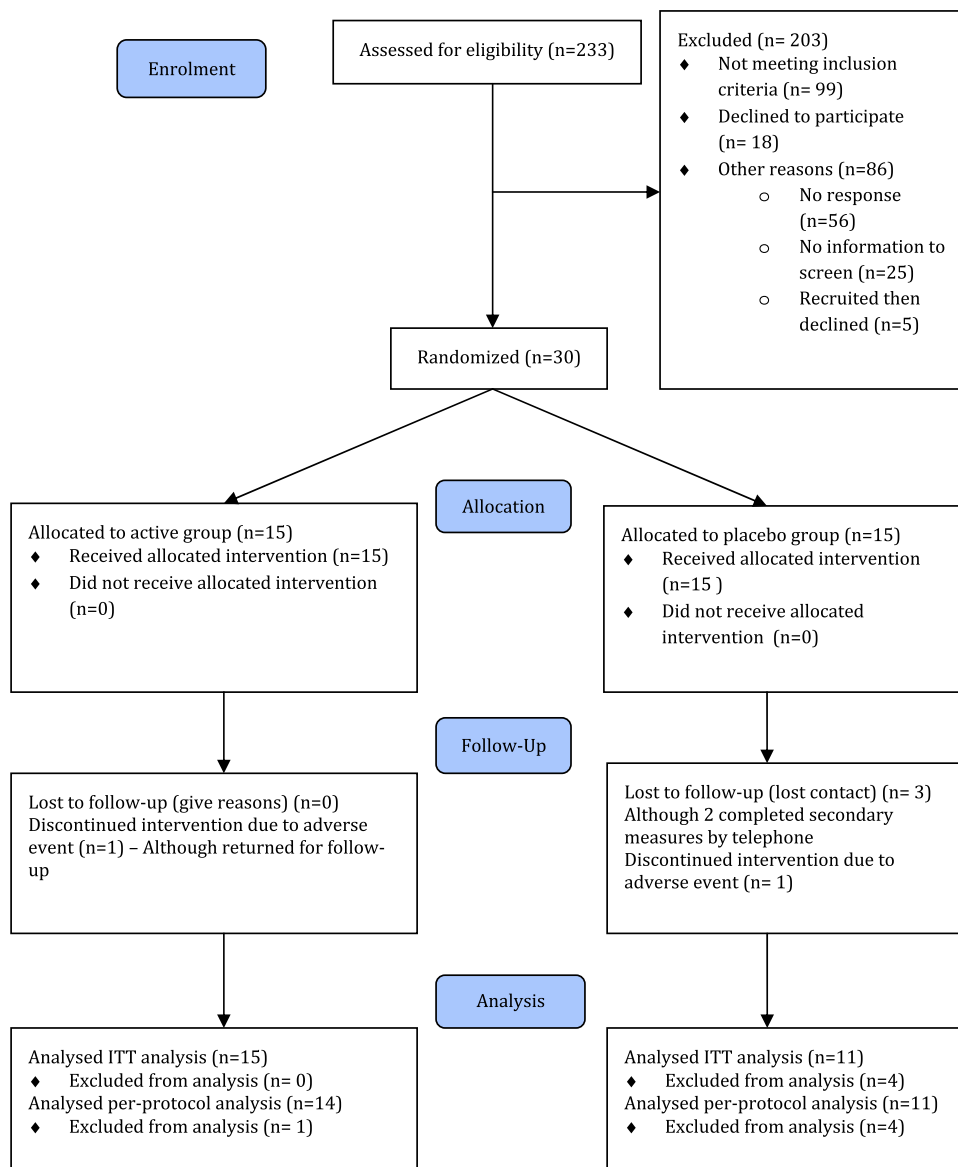 Enrolment
Assessed for eligibility (n=233)
Excluded (n= 203)
♦ Not meeting inclusion
criteria (n= 99)
♦ Declined to participate
(n= 18)
♦ Other reasons (n=86)
o No response
(n=56)
o No information to
screen (n=25)
o Recruited then
declined (n=5)
Randomized (n=30)
Allocation
Allocated to active group (n=15)
♦ Received allocated intervention (n=15)
♦ Did not receive allocated intervention
(n=0)
Allocated to placebo group (n=15)
♦ Received allocated intervention
(n=15 )
♦ Did not receive allocated
intervention (n=0)
Follow-Up
Lost to follow-up (give reasons) (n=0)
Discontinued intervention due to adverse
event (n=1) – Although returned for follow-
up
Lost to follow-up (lost contact) (n= 3)
Although 2 completed secondary
measures by telephone
Discontinued intervention due to
adverse event (n= 1)
Analysis
Analysed ITT analysis (n=15)
♦ Excluded from analysis (n= 0)
Analysed per-protocol analysis (n=14)
♦ Excluded from analysis (n= 1)
Analysed ITT analysis (n=11)
♦ Excluded from analysis (n=4)
Analysed per-protocol analysis (n=11)
♦ Excluded from analysis (n=4)